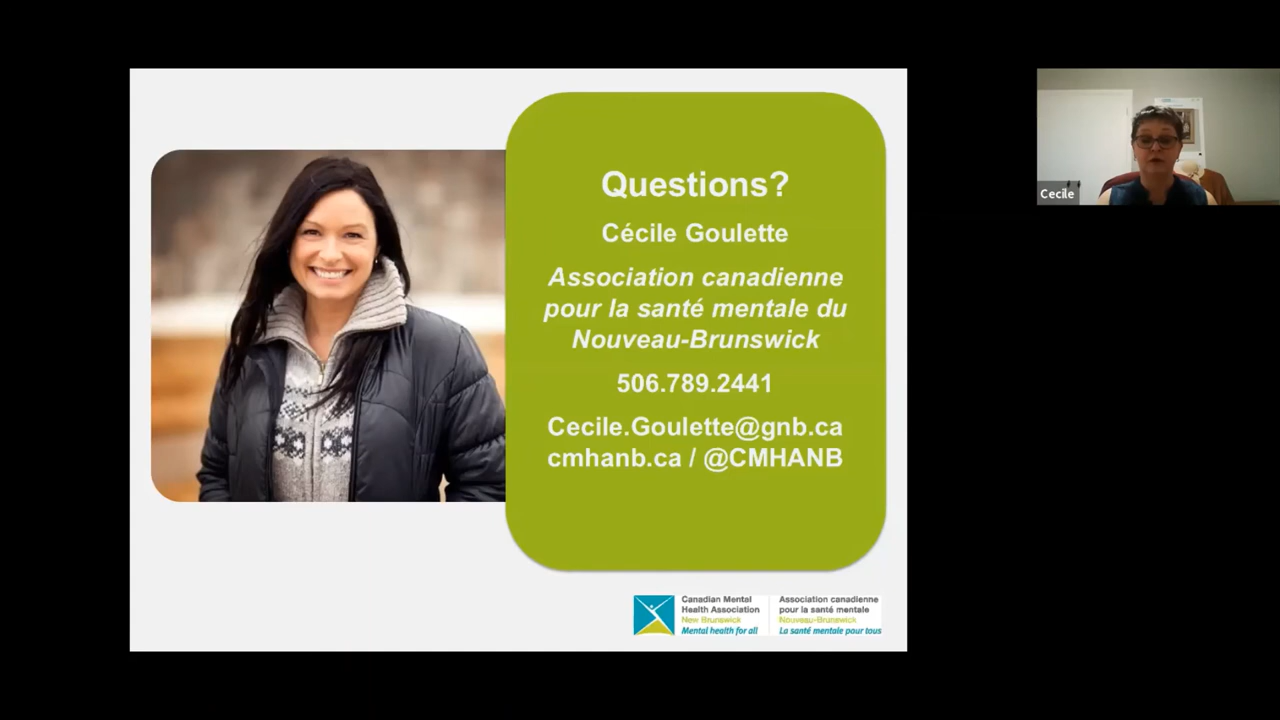 Questions?
Cécile Goulette
Association canadienne
pour la santé mentale du
Nouveau-Brunswick
506.789.2441
Cecile.Goulette@gnb.ca
cmhanb.ca / @CMHANB
Canadian Mental
Health Association
New Brunswick
Mental health for all
Association canadienne
pour la santé mentale
Nouveau-Brunswick
La santé mentale pour tous
Cecile